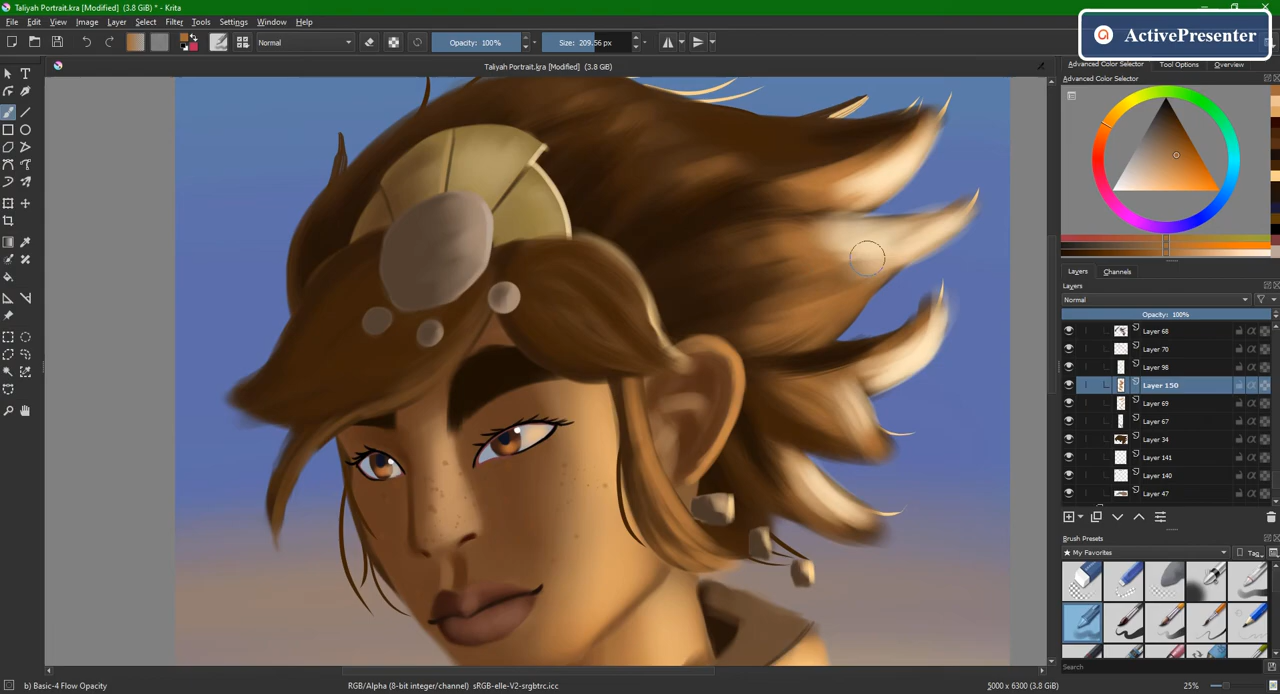 Taliyah Portrait.kra [Modified] (3.8 GiB) * - Krita
ActivePresenter
File Edit View Image Layer Select Filter Tools Settings Window Help
Normal
Opacity: 100%
Size: 209.56 px
Taliyah Portrait.kra [Modified] (3.8 GiB)
Advanced Color Selector
Tool Options
Overview
Advanced Color Selector
Layers
Channels
Layers
Normal
Opacity: 100%
Layer 68
Layer 70
Layer 98
Layer 150
Layer 69
Layer 67
Layer 34
Layer 141
Layer 140
Layer 47
Brush Presets
★ My Favorites
Tag
Search
b) Basic-4 Flow Opacity
RGB/Alpha (8-bit integer/channel) sRGB-elle-V2-srgbtrc.icc
5000 x 6300 (3.8 GiB)
25%